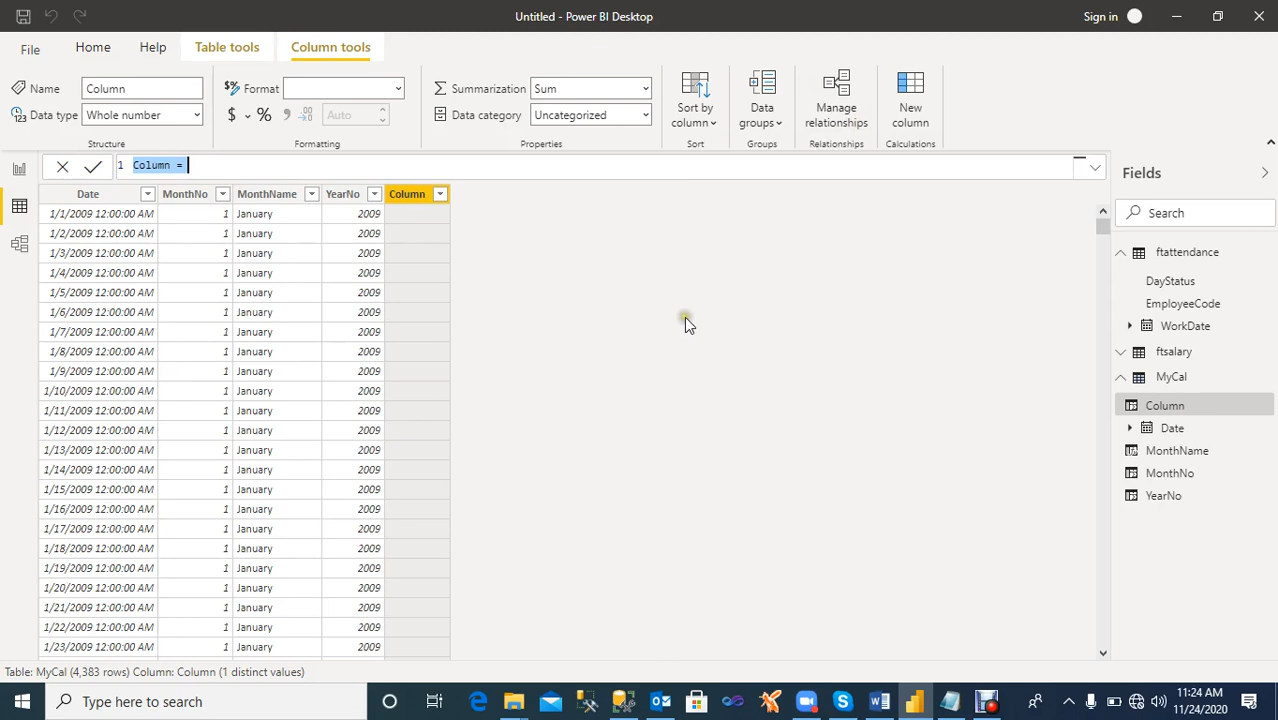 Untitled - Power BI Desktop
Sign in
File
Home
Help
Table tools
Column tools
Name
Column
Data type
Whole number
Structure
Format
$ % 9
Auto
Formatting
Summarization
Sum
Data category
Uncategorized
Properties
Sort by
column
Sort
Data
groups
Groups
Manage
relationships
Relationships
New
column
Calculations
1 Column =
Date MonthNo MonthName YearNo Column
1/1/2009 12:00:00 AM 1 January 2009
1/2/2009 12:00:00 AM 1 January 2009
1/3/2009 12:00:00 AM 1 January 2009
1/4/2009 12:00:00 AM 1 January 2009
1/5/2009 12:00:00 AM 1 January 2009
1/6/2009 12:00:00 AM 1 January 2009
1/7/2009 12:00:00 AM 1 January 2009
1/8/2009 12:00:00 AM 1 January 2009
1/9/2009 12:00:00 AM 1 January 2009
1/10/2009 12:00:00 AM 1 January 2009
1/11/2009 12:00:00 AM 1 January 2009
1/12/2009 12:00:00 AM 1 January 2009
1/13/2009 12:00:00 AM 1 January 2009
1/14/2009 12:00:00 AM 1 January 2009
1/15/2009 12:00:00 AM 1 January 2009
1/16/2009 12:00:00 AM 1 January 2009
1/17/2009 12:00:00 AM 1 January 2009
1/18/2009 12:00:00 AM 1 January 2009
1/19/2009 12:00:00 AM 1 January 2009
1/20/2009 12:00:00 AM 1 January 2009
1/21/2009 12:00:00 AM 1 January 2009
1/22/2009 12:00:00 AM 1 January 2009
1/23/2009 12:00:00 AM 1 January 2009
Fields
Search
ftattendance
DayStatus
EmployeeCode
WorkDate
ftsalary
MyCal
Column
Date
MonthName
MonthNo
YearNo
Table: MyCal (4,383 rows) Column: Column (1 distinct values)
Type here to search
11:24 AM
11/24/2020